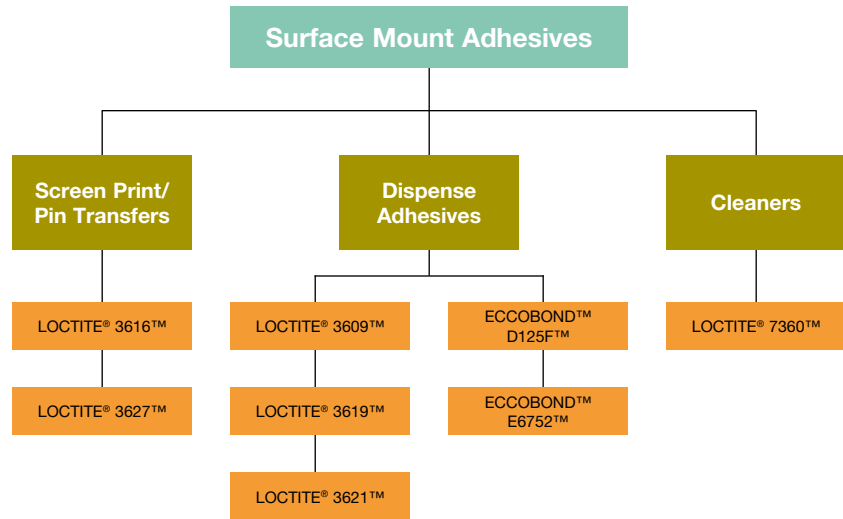 Surface Mount Adhesives
Screen Print/
Pin Transfers
Dispense
Adhesives
Cleaners
LOCTITE® 3616™
LOCTITE® 3609™
ECCOBOND™
D125F™
LOCTITE® 7360™
LOCTITE® 3627™
LOCTITE® 3619™
ECCOBOND™
E6752™
LOCTITE® 3621™